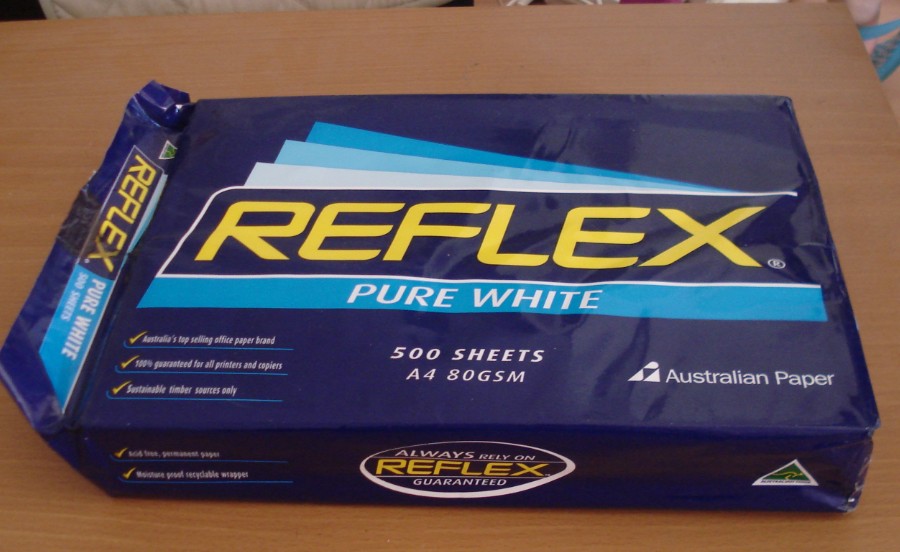 REFLEX®
PURE WHITE
500 SHEETS
A4 80GSM
Australia's top selling office paper brand
100% guaranteed for all printers and copiers
Sustainable timber sources only
Australian Paper
Acid free, permanent paper
Moisture proof recyclable wrapper
ALWAYS RELY ON
REFLEX
GUARANTEED
REFLEX
PURE WHITE
500 SHEETS